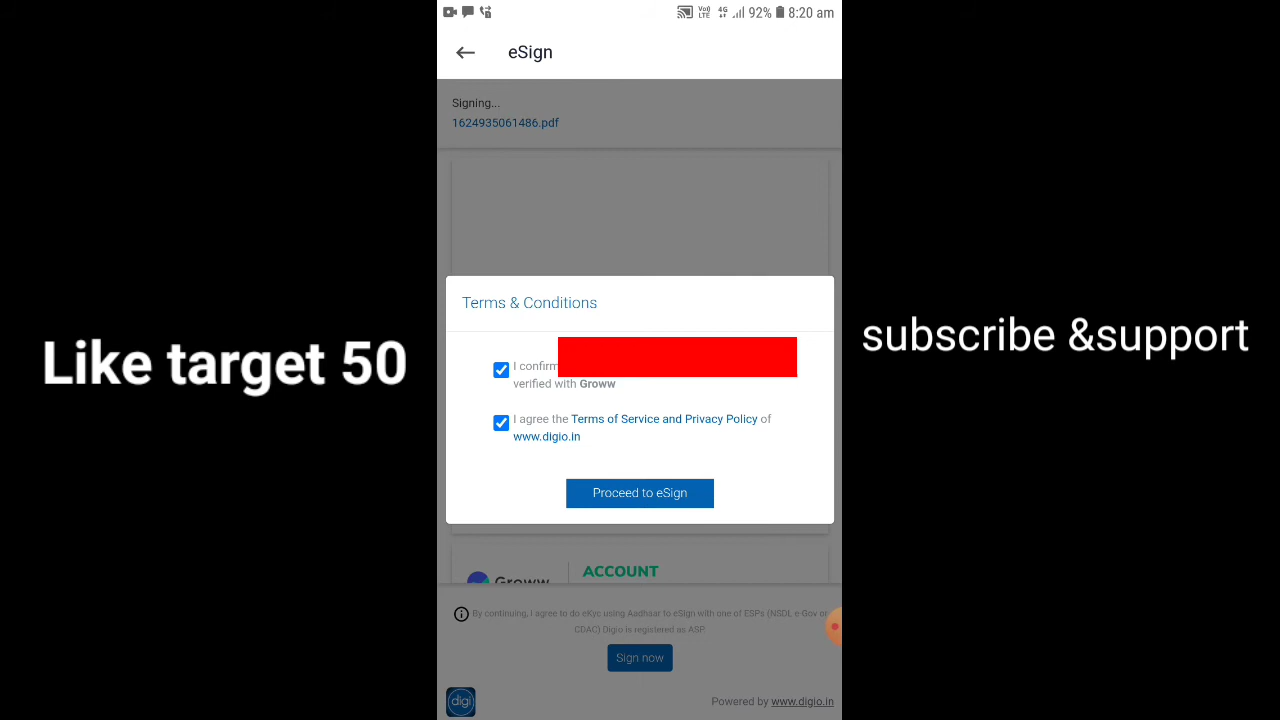 92% 8:20 am
eSign
Signing...
1624935061486.pdf
Like target 50
subscribe &support
Terms & Conditions
I confirm
verified with Groww
I agree the Terms of Service and Privacy Policy of
www.digio.in
Proceed to eSign
Groww
ACCOUNT
By continuing, i agree to do eKyc using Aadhaar to eSign with one of ESPs (NSDL e-Gov or
CDAC) Digio is registered as ASP.
Sign now
digi
Powered by www.digio.in